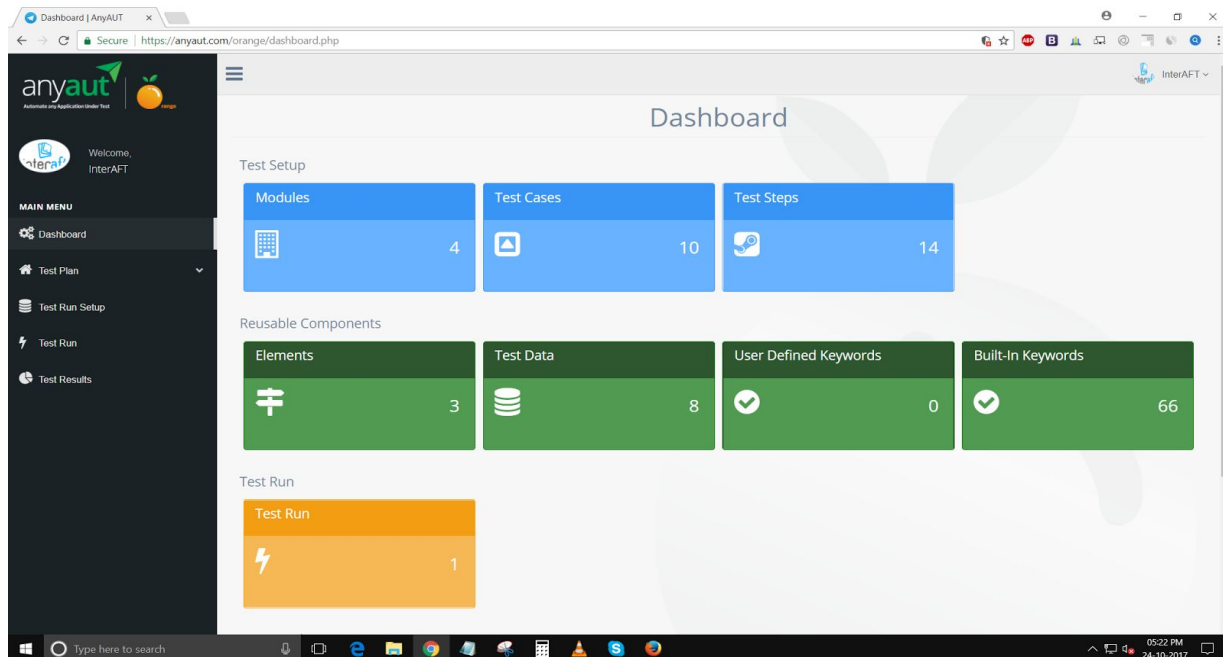 Dashboard | AnyAUT
Secure | https://anyaut.com/orange/dashboard.php
anyaut
Automate any Application Under Test
range
InterAFT
Dashboard
Welcome,
InterAFT
Test Setup
MAIN MENU
Modules
Test Cases
Test Steps
Dashboard
4
10
14
Test Plan
Test Run Setup
Reusable Components
Test Run
Elements
Test Data
User Defined Keywords
Built-In Keywords
Test Results
3
8
0
66
Test Run
Test Run
1
Type here to search
05:22 PM
24-10-2017